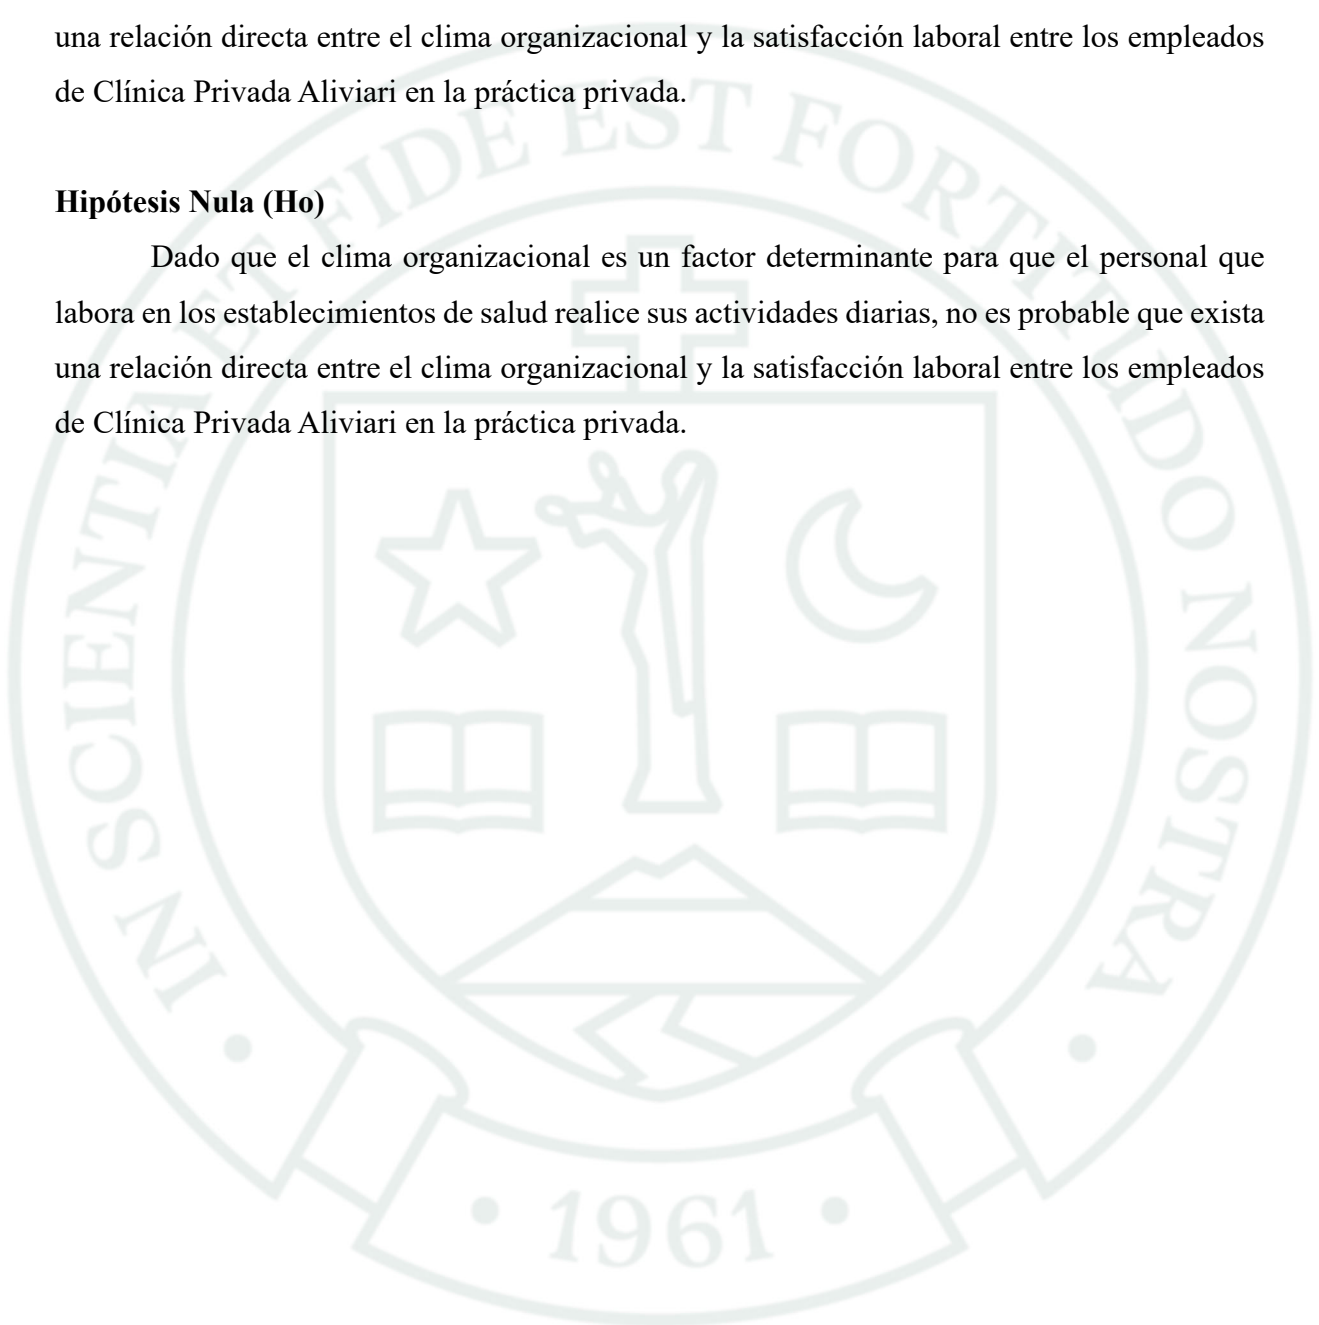 una relación directa entre el clima organizacional y la satisfacción laboral entre los empleados
de Clínica Privada Aliviari en la práctica privada.
Hipótesis Nula (Ho)
Dado que el clima organizacional es un factor determinante para que el personal que
labora en los establecimientos de salud realice sus actividades diarias, no es probable que exista
una relación directa entre el clima organizacional y la satisfacción laboral entre los empleados
de Clínica Privada Aliviari en la práctica privada.
IN SCIENTIA ET FIDE EST FORTITUDO NOSTRA
• 1961 •